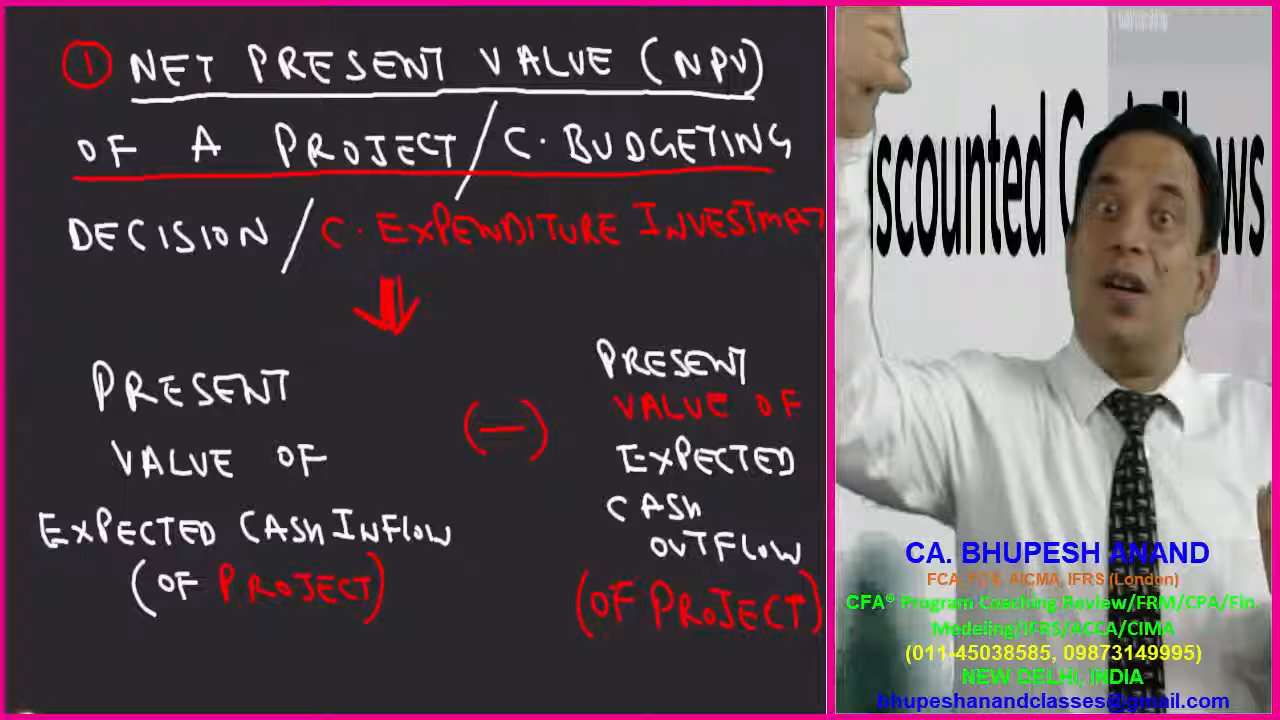 ① NET PRESENT VALUE (NPV)
OF A PROJECT / C. BUDGETING
DECISION / C. EXPENDITURE INVESTMENT
PRESENT
VALUE OF
EXPECTED CASH INFLOW
(OF PROJECT)
(—)
PRESENT
VALUE OF
EXPECTED
CASH
OUTFLOW
(OF PROJECT)
CA. BHUPESH ANAND
FCA, FCS, AICMA, IFRS (London)
CFA® Program Coaching Review/FRM/CPA/Fin.
Modeling/IFRS/ACCA/CIMA
(011-45038585, 09873149995)
NEW DELHI, INDIA
bhupeshanandclasses@gmail.com